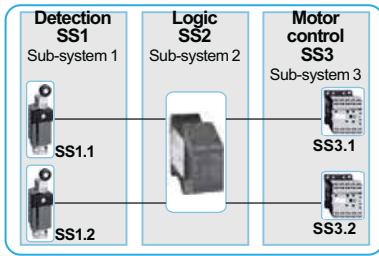 Detection
SS1
Sub-system 1
Logic
SS2
Sub-system 2
Motor
control
SS3
Sub-system 3
SS1.1
SS3.1
SS1.2
SS3.2